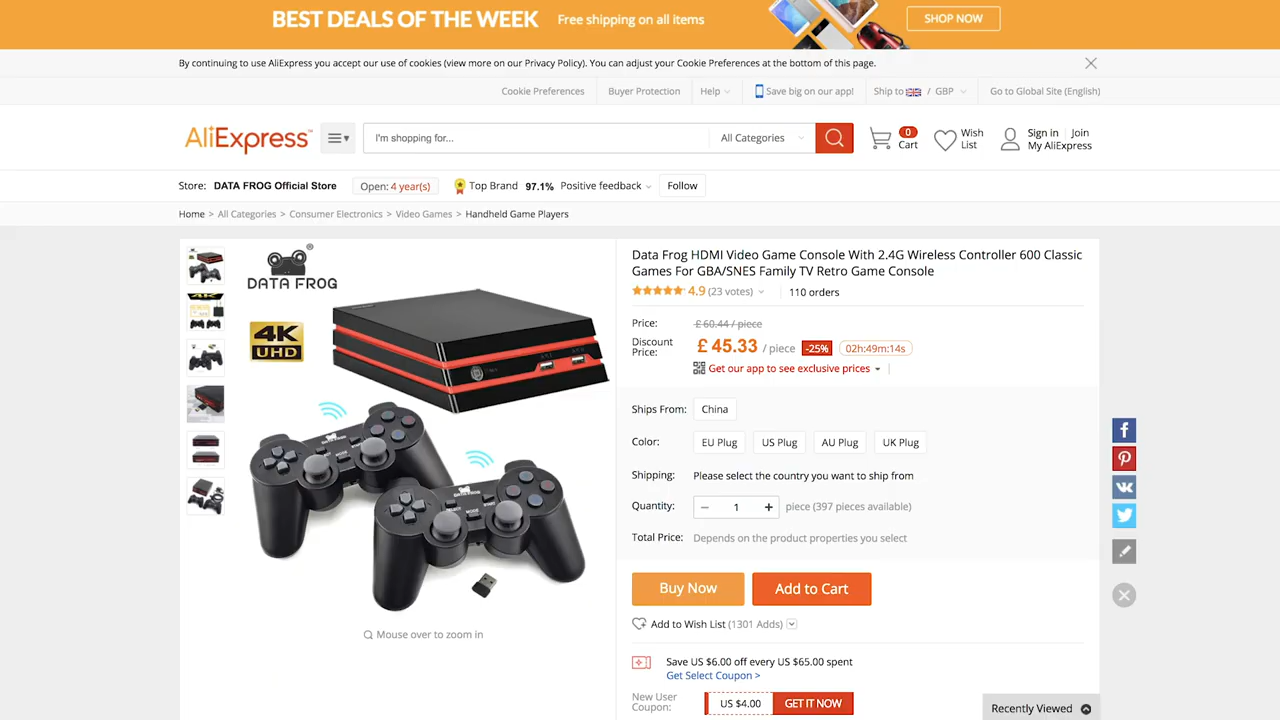 BEST DEALS OF THE WEEK Free shipping on all items SHOP NOW
By continuing to use AliExpress you accept our use of cookies (view more on our Privacy Policy). You can adjust your Cookie Preferences at the bottom of this page.
Cookie Preferences Buyer Protection Help Save big on our app! Ship to / GBP Go to Global Site (English)
AliExpress™ I'm shopping for... All Categories 0 Cart Wish List Sign in Join My AliExpress
Store: DATA FROG Official Store Open: 4 year(s) Top Brand 97.1% Positive feedback Follow
Home > All Categories > Consumer Electronics > Video Games > Handheld Game Players
DATA FROG®
4K
UHD
DATA FROG
DATA FROG
MODE
Mouse over to zoom in
Data Frog HDMI Video Game Console With 2.4G Wireless Controller 600 Classic
Games For GBA/SNES Family TV Retro Game Console
4.9 (23 votes) 110 orders
Price: £ 60.44 / piece
Discount Price: £ 45.33 / piece -25% 02h:49m:14s
Get our app to see exclusive prices
Ships From: China
Color: EU Plug US Plug AU Plug UK Plug
Shipping: Please select the country you want to ship from
Quantity: − 1 + piece (397 pieces available)
Total Price: Depends on the product properties you select
Buy Now Add to Cart
Add to Wish List (1301 Adds)
Save US $6.00 off every US $65.00 spent
Get Select Coupon >
New User Coupon: US $4.00 GET IT NOW
Recently Viewed